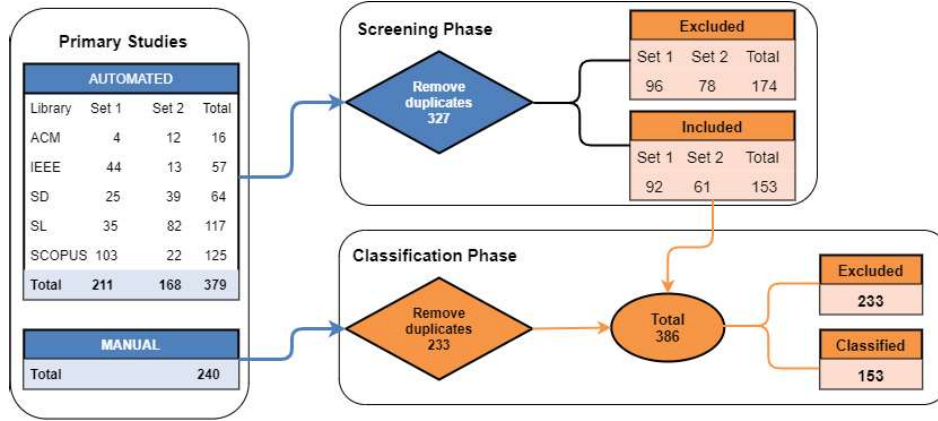 Primary Studies
AUTOMATED
Library Set 1 Set 2 Total
ACM 4 12 16
IEEE 44 13 57
SD 25 39 64
SL 35 82 117
SCOPUS 103 22 125
Total 211 168 379
MANUAL
Total 240
Screening Phase
Remove
duplicates
327
Excluded
Set 1 Set 2 Total
96 78 174
Included
Set 1 Set 2 Total
92 61 153
Classification Phase
Remove
duplicates
233
Total
386
Excluded
233
Classified
153